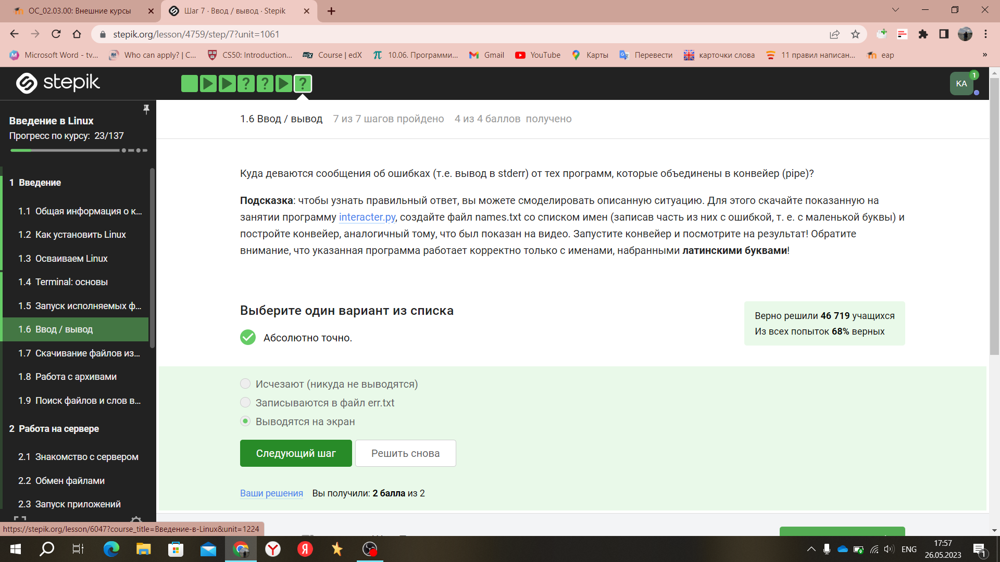 ОС_02.03.00: Внешние курсы
Шаг 7 · Ввод / вывод · Stepik
stepik.org/lesson/4759/step/7?unit=1061
Microsoft Word - tv...
Who can apply? | C...
CS50: Introduction...
Course | edX
10.06. Программи...
Gmail
YouTube
Карты
Перевести
карточки слова
11 правил написан...
eap
»
stepik
KA
1
Введение в Linux
Прогресс по курсу: 23/137
1 Введение
1.1 Общая информация о к...
1.2 Как установить Linux
1.3 Осваиваем Linux
1.4 Terminal: основы
1.5 Запуск исполняемых ф...
1.6 Ввод / вывод
1.7 Скачивание файлов из...
1.8 Работа с архивами
1.9 Поиск файлов и слов в...
2 Работа на сервере
2.1 Знакомство с сервером
2.2 Обмен файлами
2.3 Запуск приложений
1.6 Ввод / вывод 7 из 7 шагов пройдено 4 из 4 баллов получено
Куда деваются сообщения об ошибках (т.е. вывод в stderr) от тех программ, которые объединены в конвейер (pipe)?
Подсказка: чтобы узнать правильный ответ, вы можете смоделировать описанную ситуацию. Для этого скачайте показанную на
занятии программу interacter.py, создайте файл names.txt со списком имен (записав часть из них с ошибкой, т. е. с маленькой буквы) и
постройте конвейер, аналогичный тому, что был показан на видео. Запустите конвейер и посмотрите на результат! Обратите
внимание, что указанная программа работает корректно только с именами, набранными латинскими буквами!
Выберите один вариант из списка
Абсолютно точно.
Верно решили 46 719 учащихся
Из всех попыток 68% верных
Исчезают (никуда не выводятся)
Записываются в файл err.txt
Выводятся на экран
Следующий шаг
Решить снова
Ваши решения Вы получили: 2 балла из 2
https://stepik.org/lesson/6047?course_title=Введение-в-Linux&unit=1224
ENG
17:57
26.05.2023
1